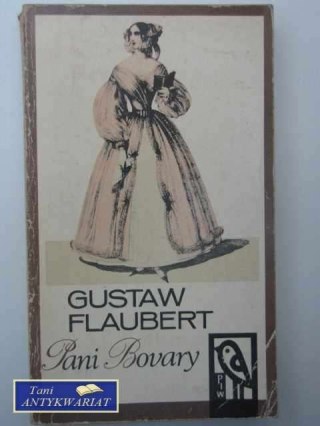 GUSTAW
FLAUBERT
Pani Bovary
PIW
Tani
ANTYKWARIAT